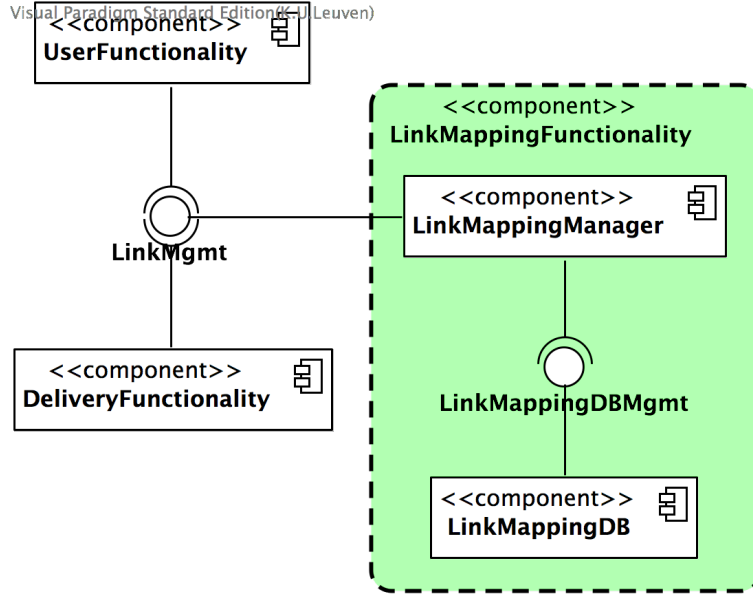 Visual Paradigm Standard Edition(K.U.Leuven)
<<component>>
UserFunctionality
<<component>>
LinkMappingFunctionality
<<component>>
LinkMappingManager
LinkMgmt
<<component>>
DeliveryFunctionality
LinkMappingDBMgmt
<<component>>
LinkMappingDB